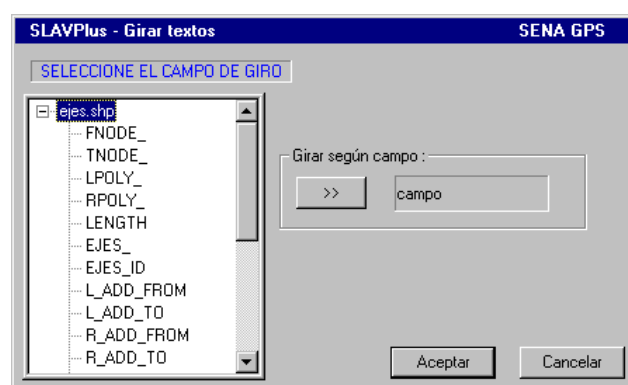 SLAVPlus - Girar textos SENA GPS
SELECCIONE EL CAMPO DE GIRO
ejes.shp
FNODE_
TNODE_
LPOLY_
RPOLY_
LENGTH
EJES_
EJES_ID
L_ADD_FROM
L_ADD_TO
R_ADD_FROM
R_ADD_TO
Girar según campo :
>> campo
Aceptar Cancelar